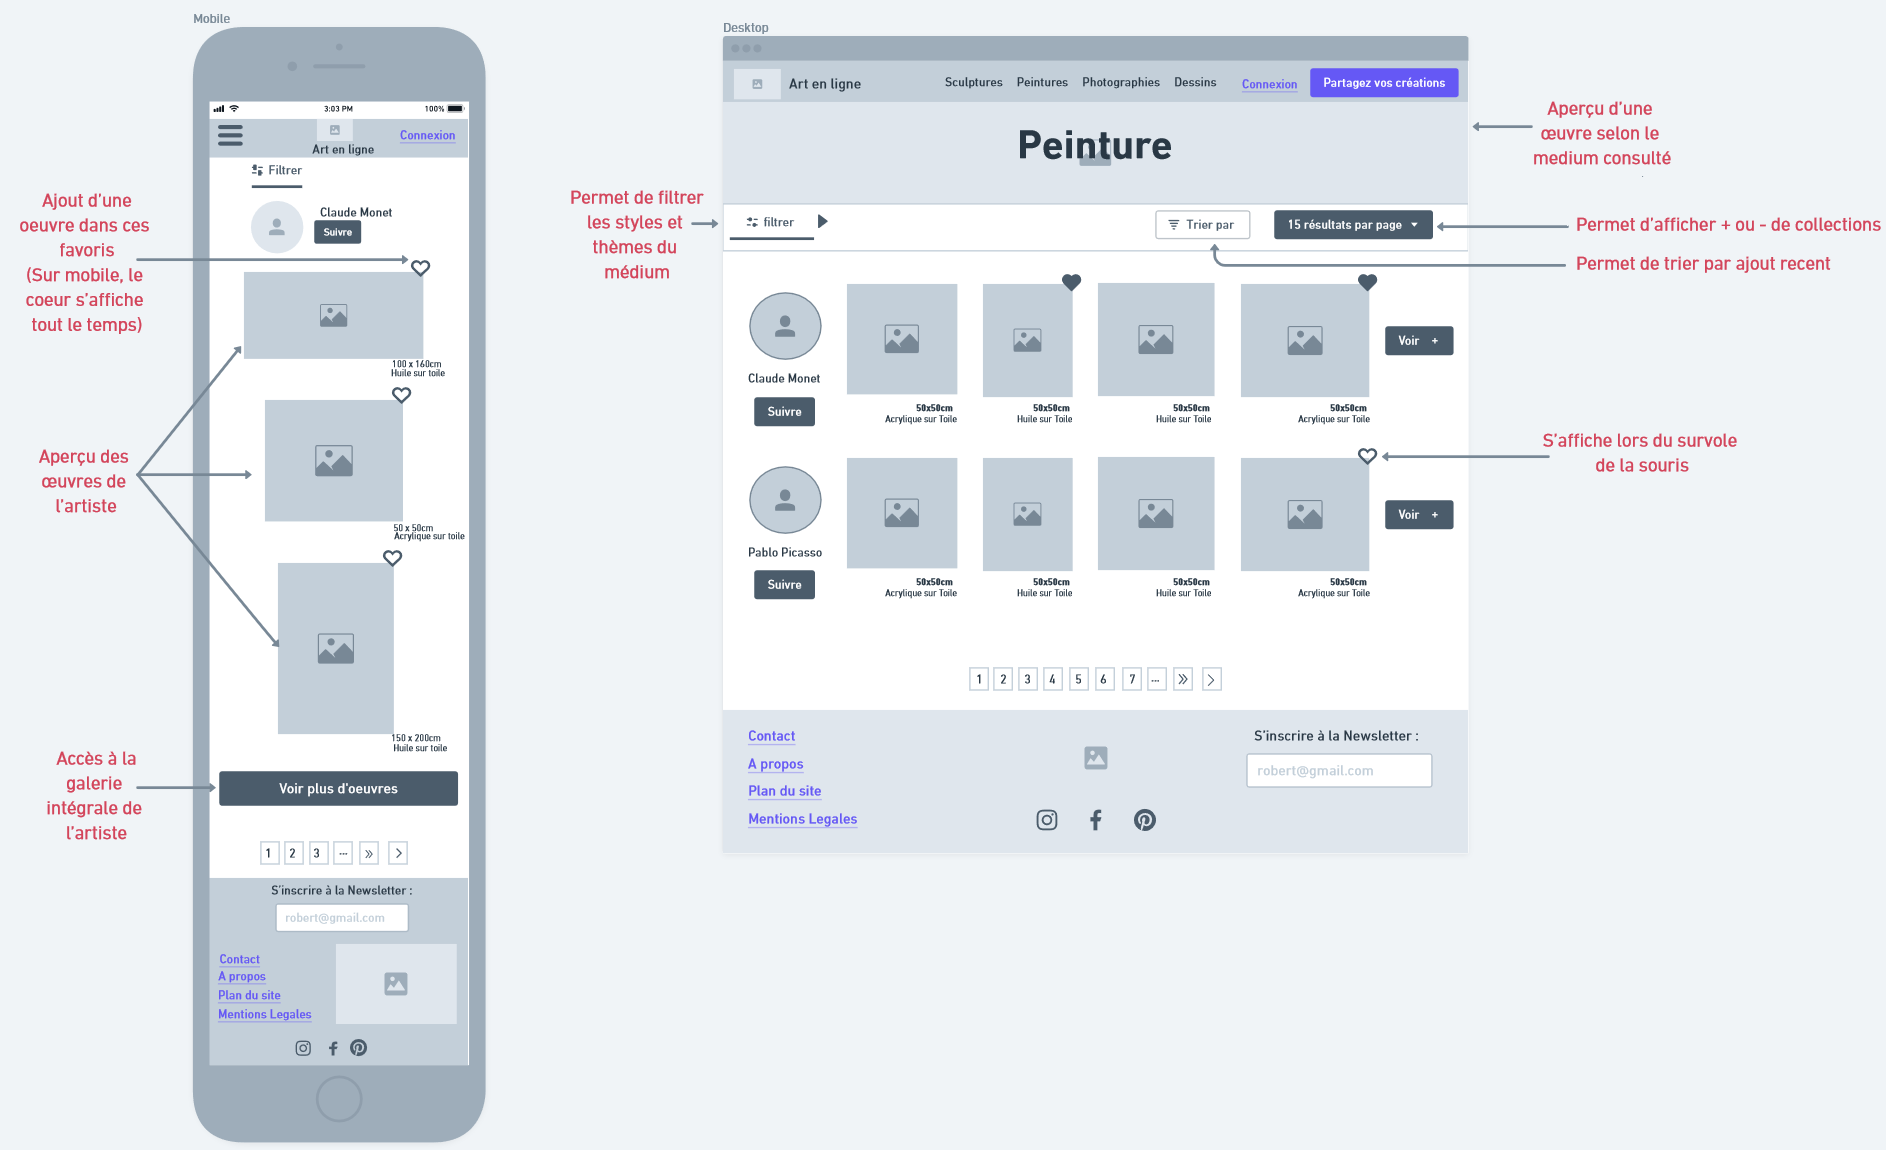 Mobile
3:03 PM
100%
Connexion
Art en ligne
Filtrer
Claude Monet
Suivre
100 x 160cm
Huile sur toile
50 x 50cm
Acrylique sur toile
150 x 200cm
Huile sur toile
Voir plus d'oeuvres
1 2 3 ... » >
S'inscrire à la Newsletter :
robert@gmail.com
Contact
A propos
Plan du site
Mentions Legales
Ajout d'une
oeuvre dans ces
favoris
(Sur mobile, le
coeur s'affiche
tout le temps)
Aperçu des
œuvres de
l'artiste
Accès à la
galerie
intégrale de
l'artiste
Desktop
Art en ligne
Sculptures Peintures Photographies Dessins Connexion Partagez vos créations
Peinture
filtrer
Trier par
15 résultats par page
Claude Monet
Suivre
50x50cm
Acrylique sur Toile
50x50cm
Huile sur Toile
50x50cm
Huile sur Toile
50x50cm
Acrylique sur Toile
Voir +
Pablo Picasso
Suivre
50x50cm
Acrylique sur Toile
50x50cm
Huile sur Toile
50x50cm
Huile sur Toile
50x50cm
Acrylique sur Toile
Voir +
1 2 3 4 5 6 7 ... » >
Contact
A propos
Plan du site
Mentions Legales
S'inscrire à la Newsletter :
robert@gmail.com
Permet de filtrer
les styles et
thèmes du
médium
Aperçu d'une
œuvre selon le
medium consulté
Permet d'afficher + ou - de collections
Permet de trier par ajout recent
S'affiche lors du survole
de la souris